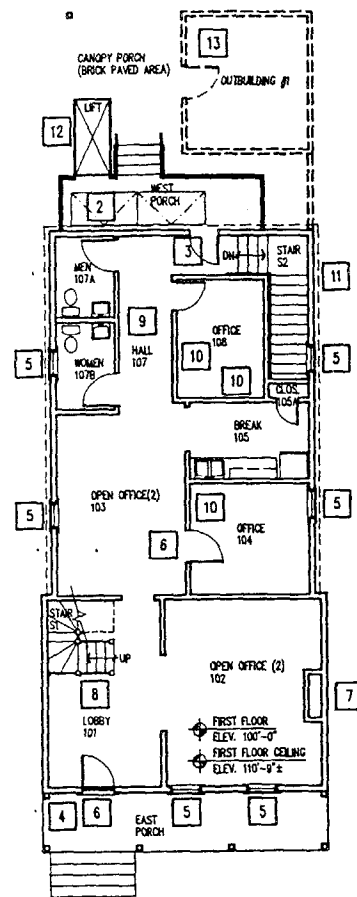 13
CANOPY PORCH
(BRICK PAVED AREA)
OUTBUILDING #1
LIFT
12
WEST
PORCH
2
3
DN
STAIR
S2
MEN
107A
11
9
OFFICE
108
HALL
107
5
WOMEN
107B
10
10
5
CLOS.
105A
BREAK
105
OPEN OFFICE(2)
103
5
10
5
OFFICE
104
6
STAIR
S1
UP
OPEN OFFICE (2)
102
8
7
LOBBY
101
FIRST FLOOR
ELEV. 100'-0"
FIRST FLOOR CEILING
ELEV. 110'-9"±
4
6
EAST
PORCH
5
5